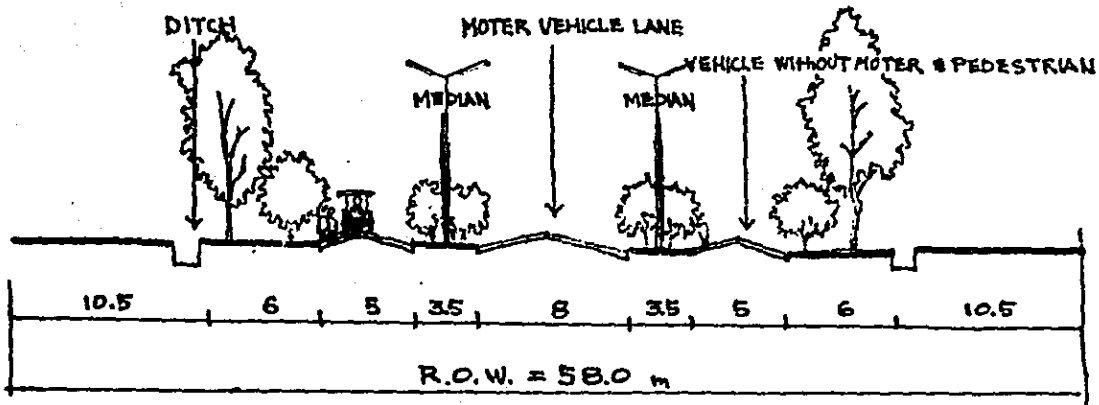 DITCH
MOTER VEHICLE LANE
VEHICLE WITHOUT MOTER & PEDESTRIAN
MEDIAN
MEDIAN
10.5 6 5 3.5 8 3.5 5 6 10.5
R.O.W. = 58.0 m